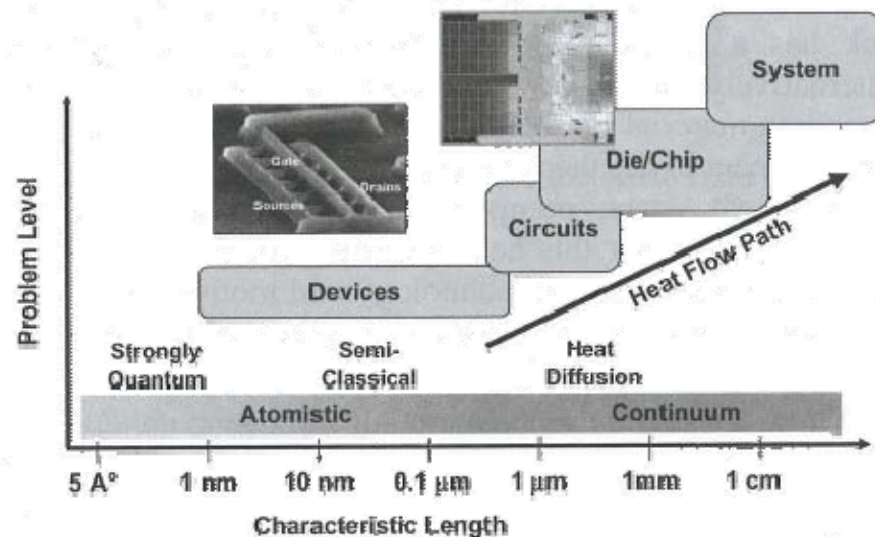 System
Die/Chip
Gate
Drains
Sources
Circuits
Devices
Heat Flow Path
Problem Level
Strongly
Quantum
Semi-
Classical
Heat
Diffusion
Atomistic
Continuum
5 A°
1 nm
10 nm
0.1 µm
1 µm
1mm
1 cm
Characteristic Length